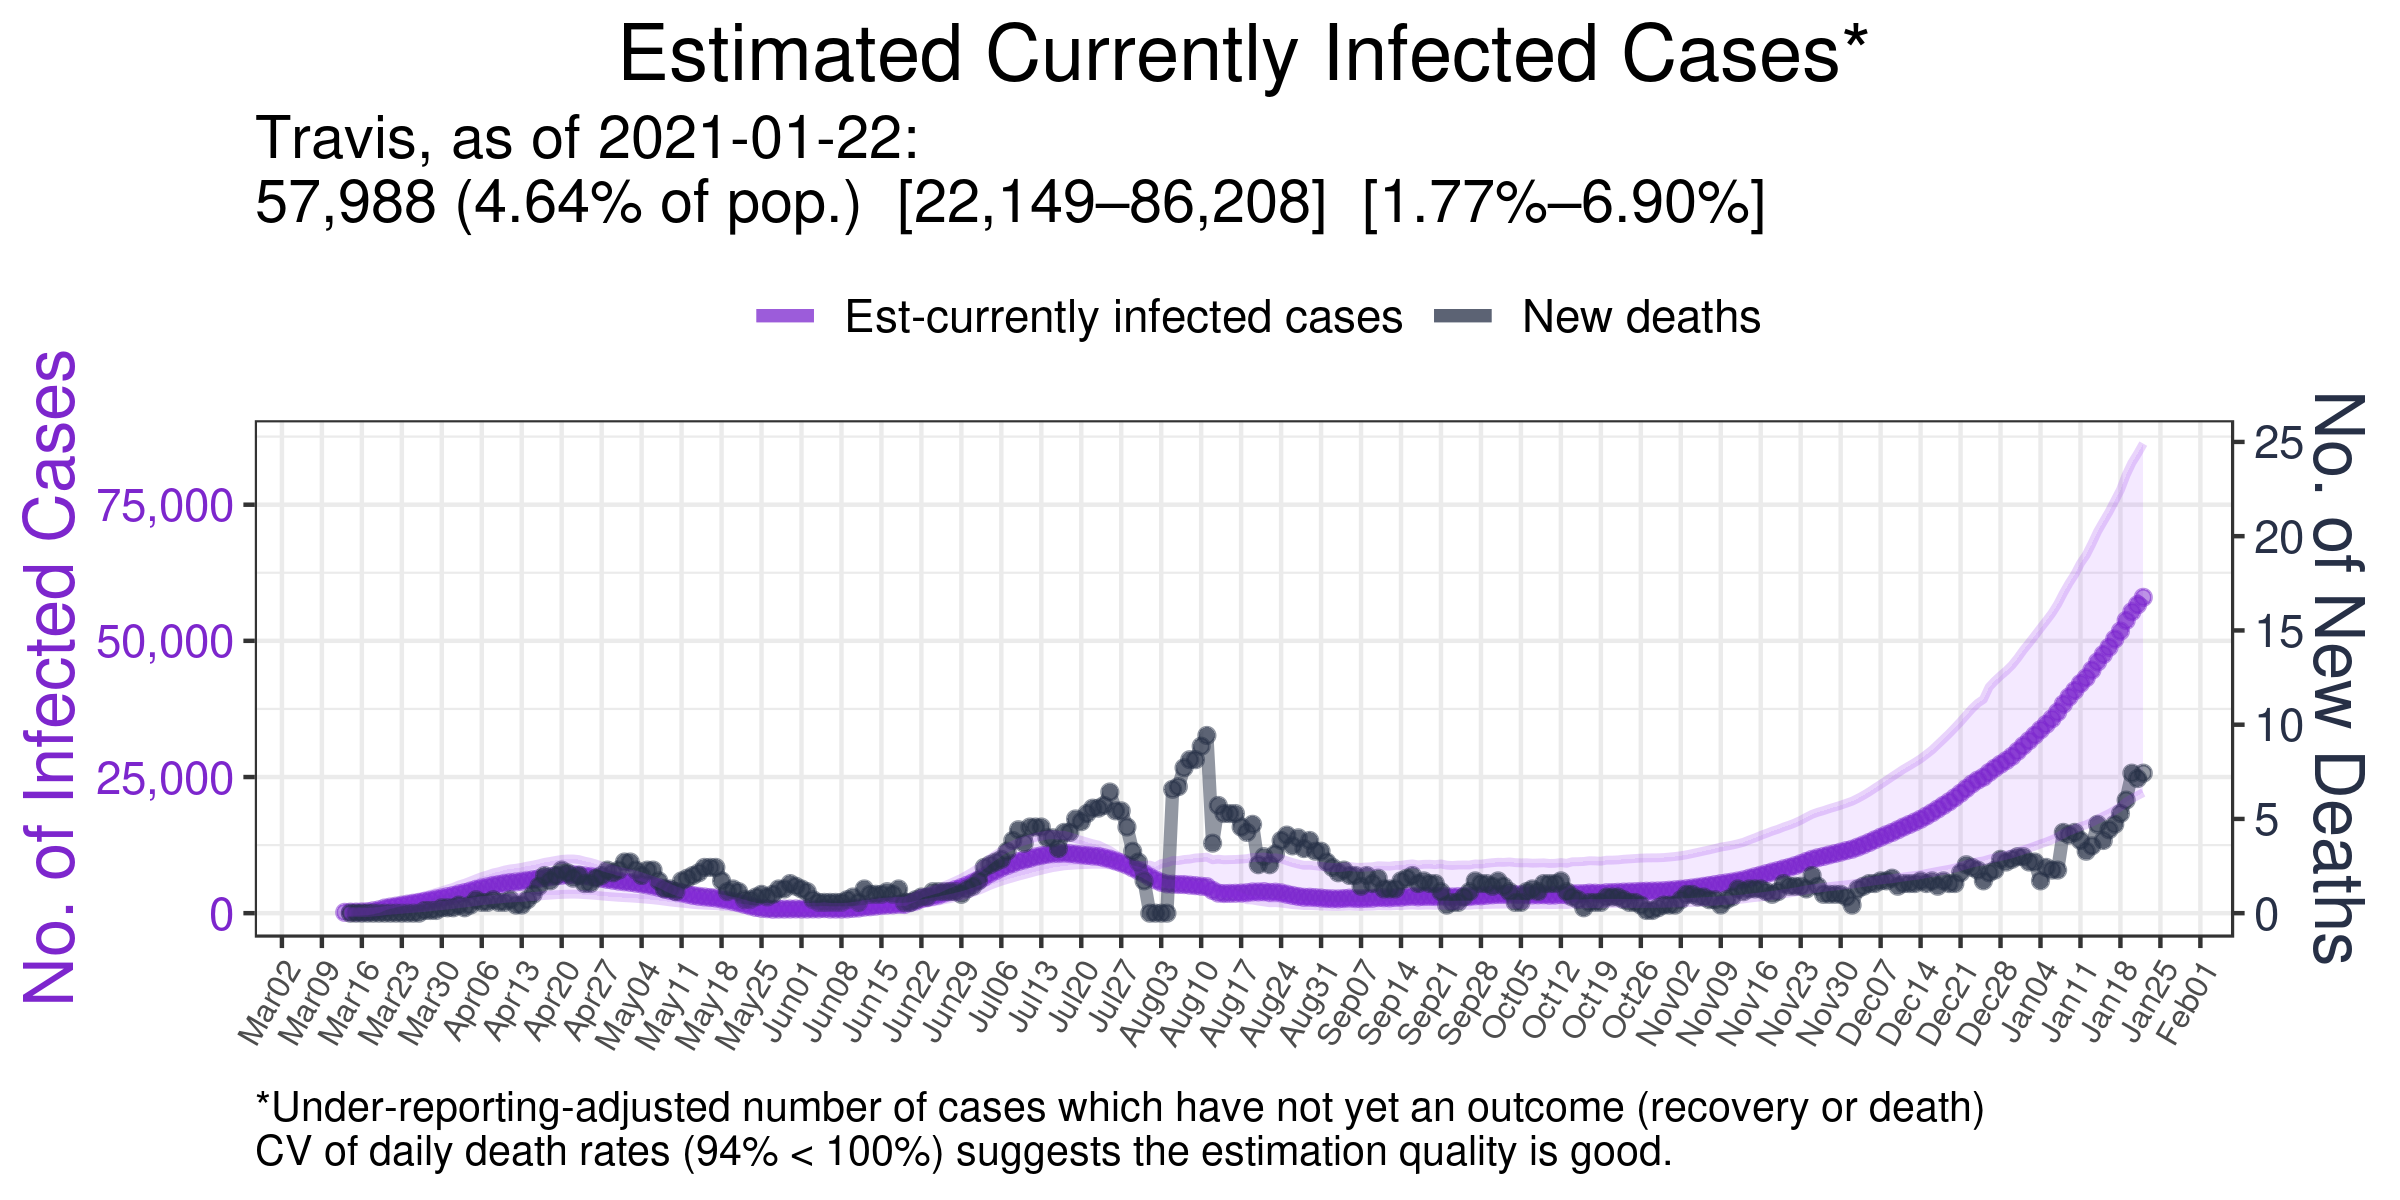 Estimated Currently Infected Cases*
Travis, as of 2021-01-22:
57,988 (4.64% of pop.) [22,149–86,208] [1.77%–6.90%]
Est-currently infected cases New deaths
No. of Infected Cases
75,000
50,000
25,000
0
25
20
15
10
5
0
No. of New Deaths
Mar02 Mar09 Mar16 Mar23 Mar30 Apr06 Apr13 Apr20 Apr27 May04 May11 May18 May25 Jun01 Jun08 Jun15 Jun22 Jun29 Jul06 Jul13 Jul20 Jul27 Aug03 Aug10 Aug17 Aug24 Aug31 Sep07 Sep14 Sep21 Sep28 Oct05 Oct12 Oct19 Oct26 Nov02 Nov09 Nov16 Nov23 Nov30 Dec07 Dec14 Dec21 Dec28 Jan04 Jan11 Jan18 Jan25 Feb01
*Under-reporting-adjusted number of cases which have not yet an outcome (recovery or death)
CV of daily death rates (94% < 100%) suggests the estimation quality is good.